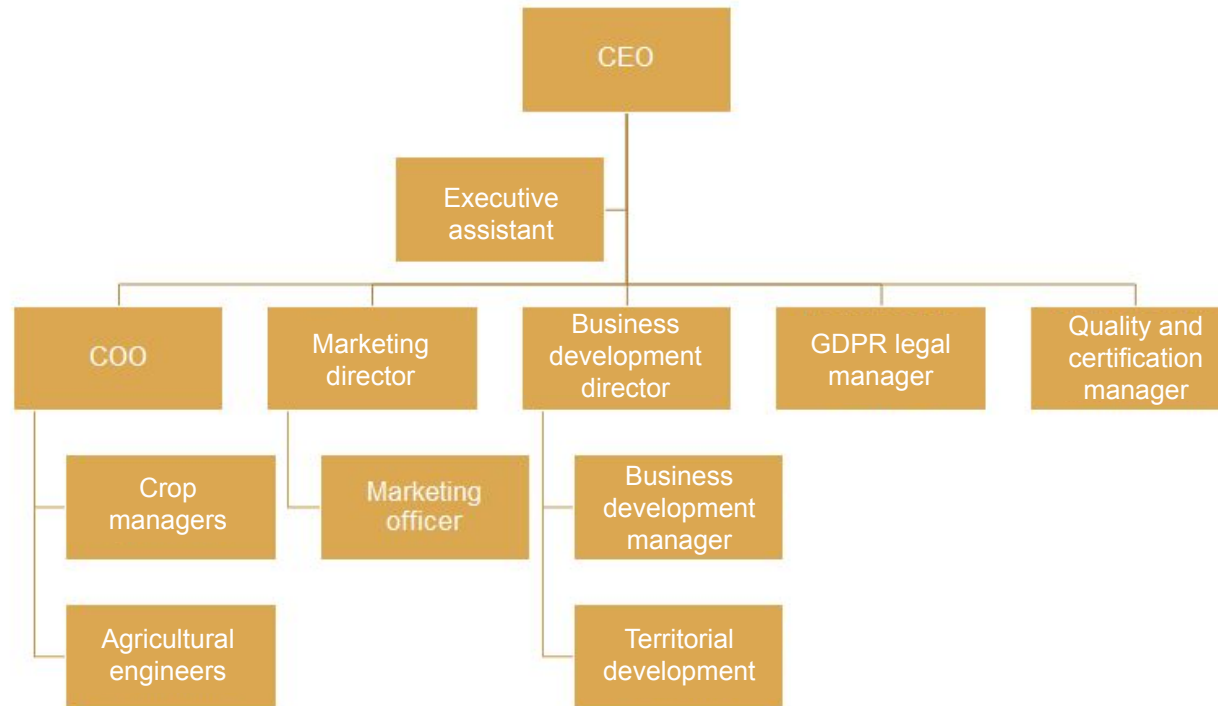 CEO
Executive
assistant
COO
Marketing
director
Business
development
director
GDPR legal
manager
Quality and
certification
manager
Crop
managers
Marketing
officer
Business
development
manager
Agricultural
engineers
Territorial
development